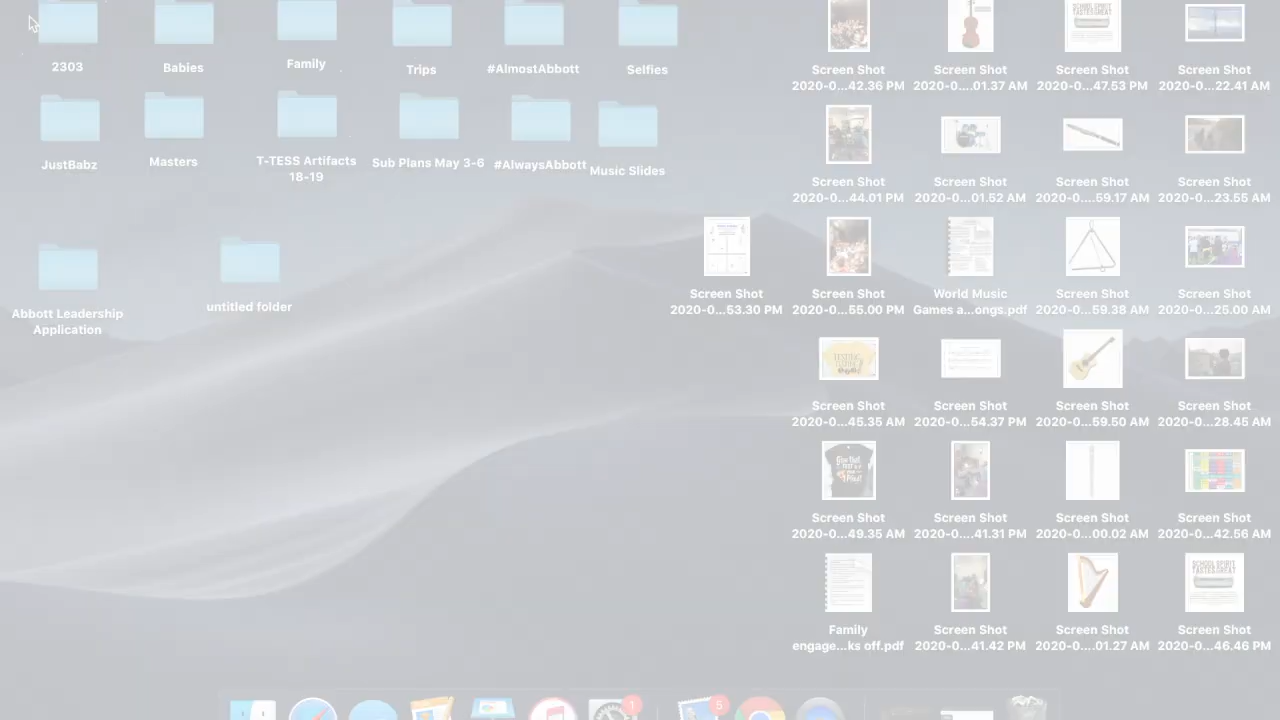 2303
Babies
Family
Trips
#AlmostAbbott
Selfies
Screen Shot
2020-0...42.36 PM
Screen Shot
2020-0....01.37 AM
SCHOOL SPIRIT
TASTES GREAT
Screen Shot
2020-0...47.53 PM
Screen Shot
2020-0...22.41 AM
JustBabz
Masters
T-TESS Artifacts
18-19
Sub Plans May 3-6
#AlwaysAbbott
Music Slides
Screen Shot
2020-0...44.01 PM
Screen Shot
2020-0....01.52 AM
Screen Shot
2020-0....59.17 AM
Screen Shot
2020-0...23.55 AM
Abbott Leadership
Application
untitled folder
Screen Shot
2020-0...53.30 PM
Screen Shot
2020-0...55.00 PM
World Music
Games a...ongs.pdf
Screen Shot
2020-0...59.38 AM
Screen Shot
2020-0...25.00 AM
Screen Shot
2020-0...45.35 AM
Screen Shot
2020-0...54.37 PM
Screen Shot
2020-0...59.50 AM
Screen Shot
2020-0...28.45 AM
Screen Shot
2020-0...49.35 AM
Screen Shot
2020-0....41.31 PM
Screen Shot
2020-0...00.02 AM
Screen Shot
2020-0...42.56 AM
Family
engage...ks off.pdf
Screen Shot
2020-0...41.42 PM
Screen Shot
2020-0....01.27 AM
SCHOOL SPIRIT
TASTES GREAT
Screen Shot
2020-0...46.46 PM
1
5